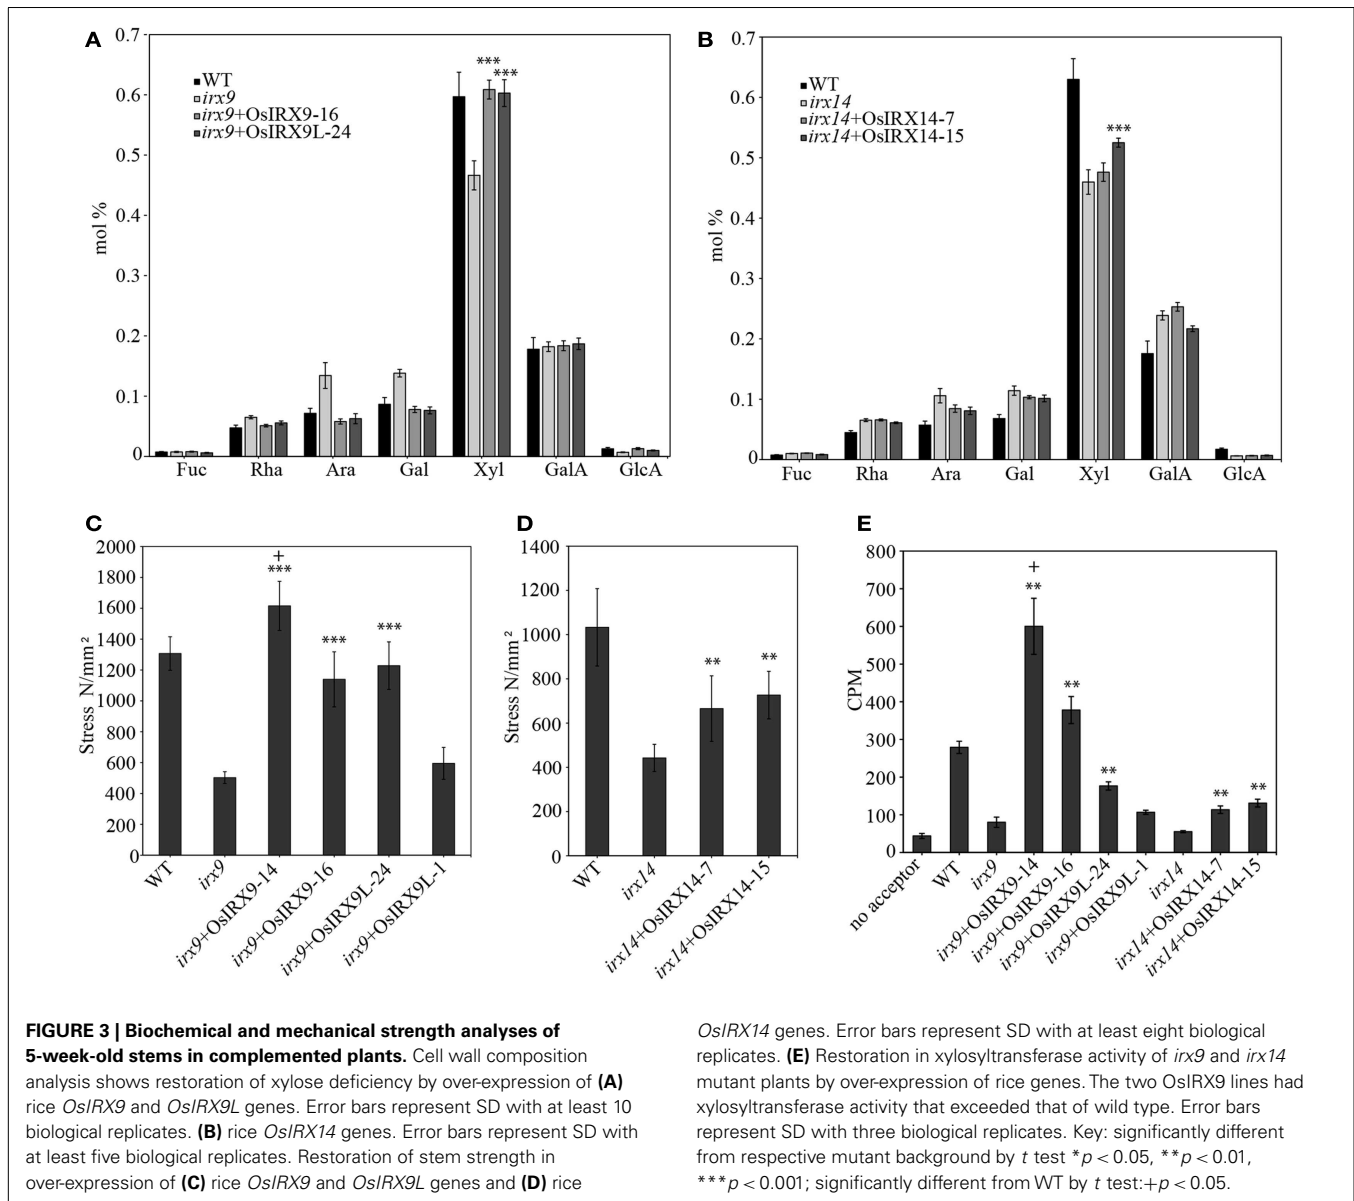 A
0.7
0.6
0.5
0.4
0.3
0.2
0.1
0
mol %
WT
irx9
irx9+OsIRX9-16
irx9+OsIRX9L-24
***
***
Fuc Rha Ara Gal Xyl GalA GlcA
B
0.7
0.6
0.5
0.4
0.3
0.2
0.1
0
mol %
WT
irx14
irx14+OsIRX14-7
irx14+OsIRX14-15
***
Fuc Rha Ara Gal Xyl GalA GlcA
C
2000
1800
1600
1400
1200
1000
800
600
400
200
0
Stress N/mm²
+
***
***
***
WT
irx9
irx9+OsIRX9-14
irx9+OsIRX9-16
irx9+OsIRX9L-24
irx9+OsIRX9L-1
D
1400
1200
1000
800
600
400
200
0
Stress N/mm²
**
**
WT
irx14
irx14+OsIRX14-7
irx14+OsIRX14-15
E
800
700
600
500
400
300
200
100
0
CPM
+
**
**
**
**
**
no acceptor
WT
irx9
irx9+OsIRX9-14
irx9+OsIRX9-16
irx9+OsIRX9L-24
irx9+OsIRX9L-1
irx14
irx14+OsIRX14-7
irx14+OsIRX14-15
FIGURE 3 | Biochemical and mechanical strength analyses of
5-week-old stems in complemented plants. Cell wall composition
analysis shows restoration of xylose deficiency by over-expression of (A)
rice OsIRX9 and OsIRX9L genes. Error bars represent SD with at least 10
biological replicates. (B) rice OsIRX14 genes. Error bars represent SD with
at least five biological replicates. Restoration of stem strength in
over-expression of (C) rice OsIRX9 and OsIRX9L genes and (D) rice
OsIRX14 genes. Error bars represent SD with at least eight biological
replicates. (E) Restoration in xylosyltransferase activity of irx9 and irx14
mutant plants by over-expression of rice genes. The two OsIRX9 lines had
xylosyltransferase activity that exceeded that of wild type. Error bars
represent SD with three biological replicates. Key: significantly different
from respective mutant background by t test *p < 0.05, **p < 0.01,
***p < 0.001; significantly different from WT by t test:+p < 0.05.